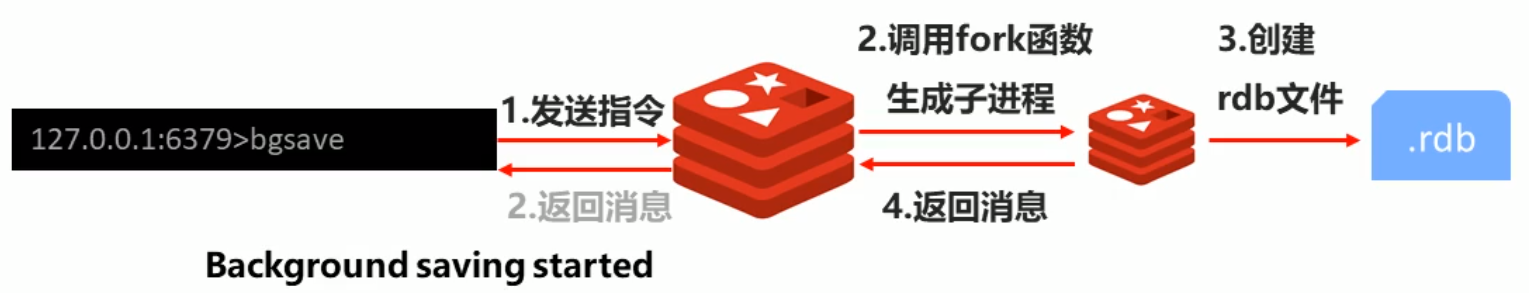 127.0.0.1:6379>bgsave
1.发送指令
2.返回消息
Background saving started
2.调用fork函数
生成子进程
4.返回消息
3.创建
rdb文件
.rdb